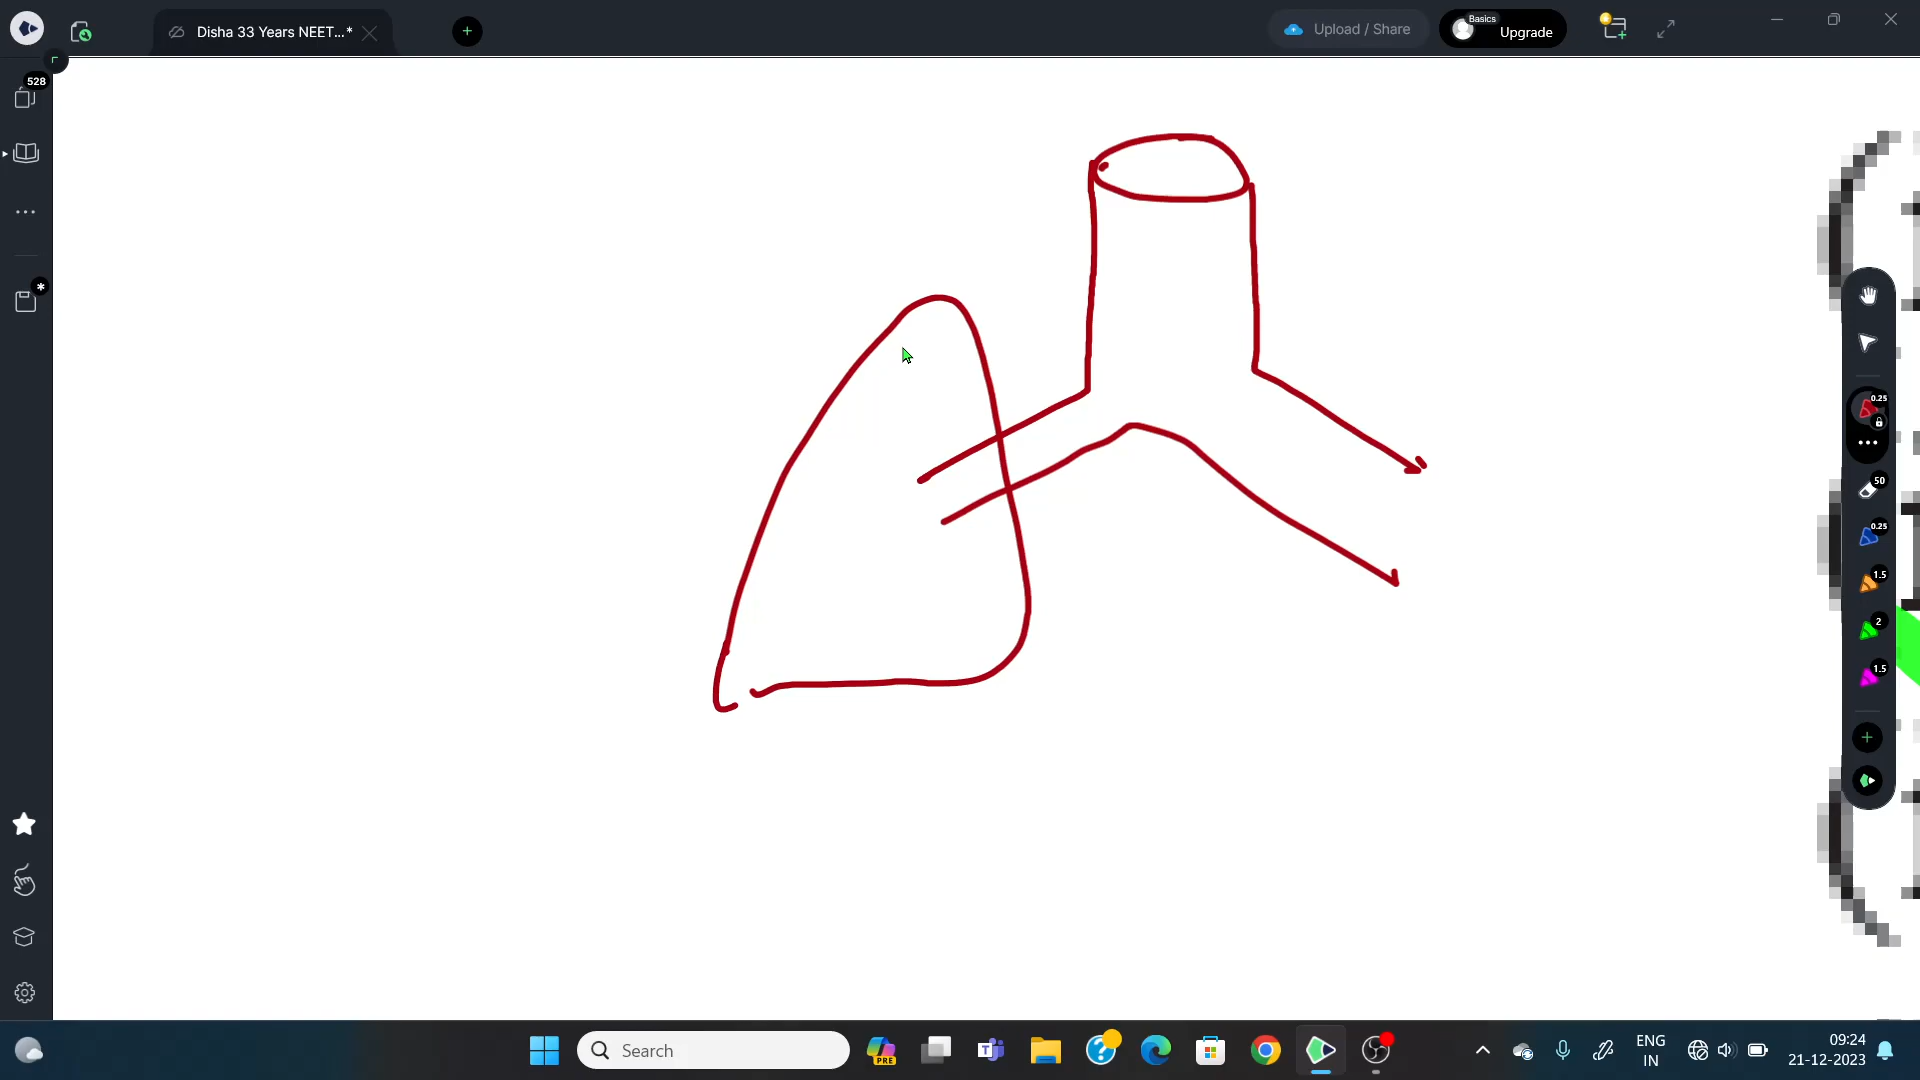 Disha 33 Years NEET...*
Upload / Share
Basics
Upgrade
528
*
0.25
50
0.25
1.5
2
1.5
Search
PRE
ENG
IN
09:24
21-12-2023